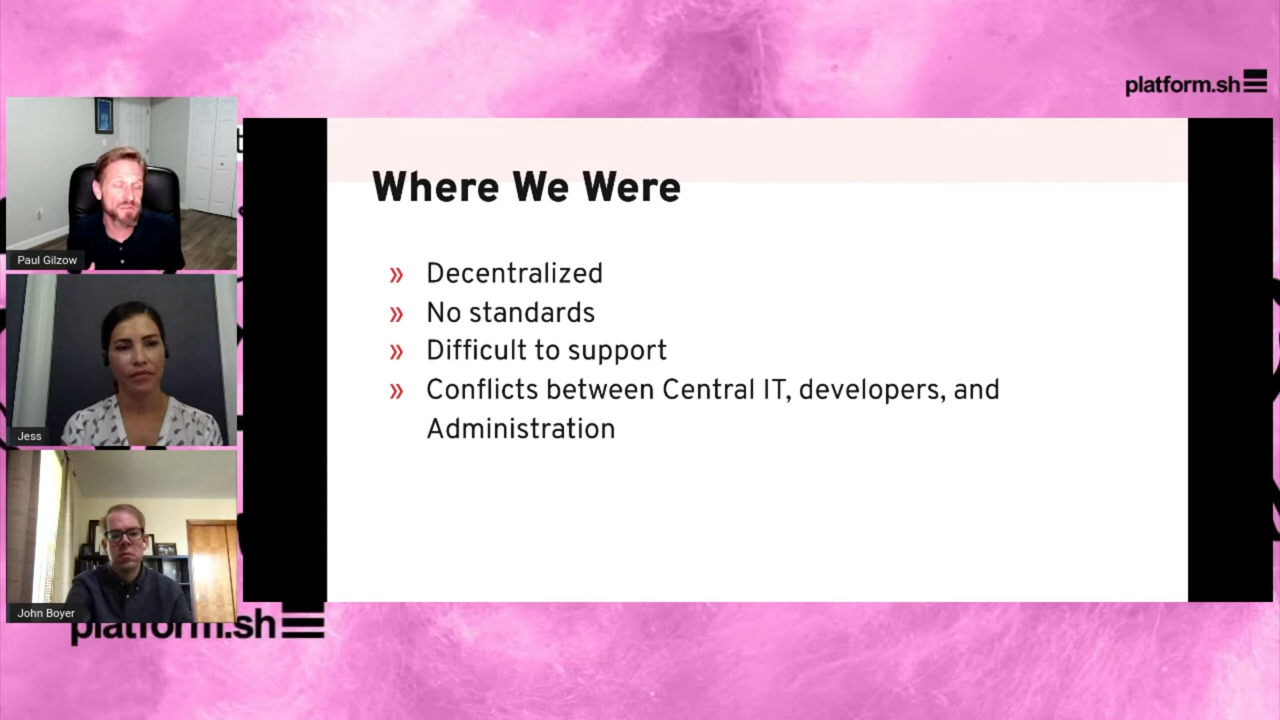 platform.sh
Paul Gilzow
Jess
John Boyer
Where We Were
» Decentralized
» No standards
» Difficult to support
» Conflicts between Central IT, developers, and
Administration
platform.sh